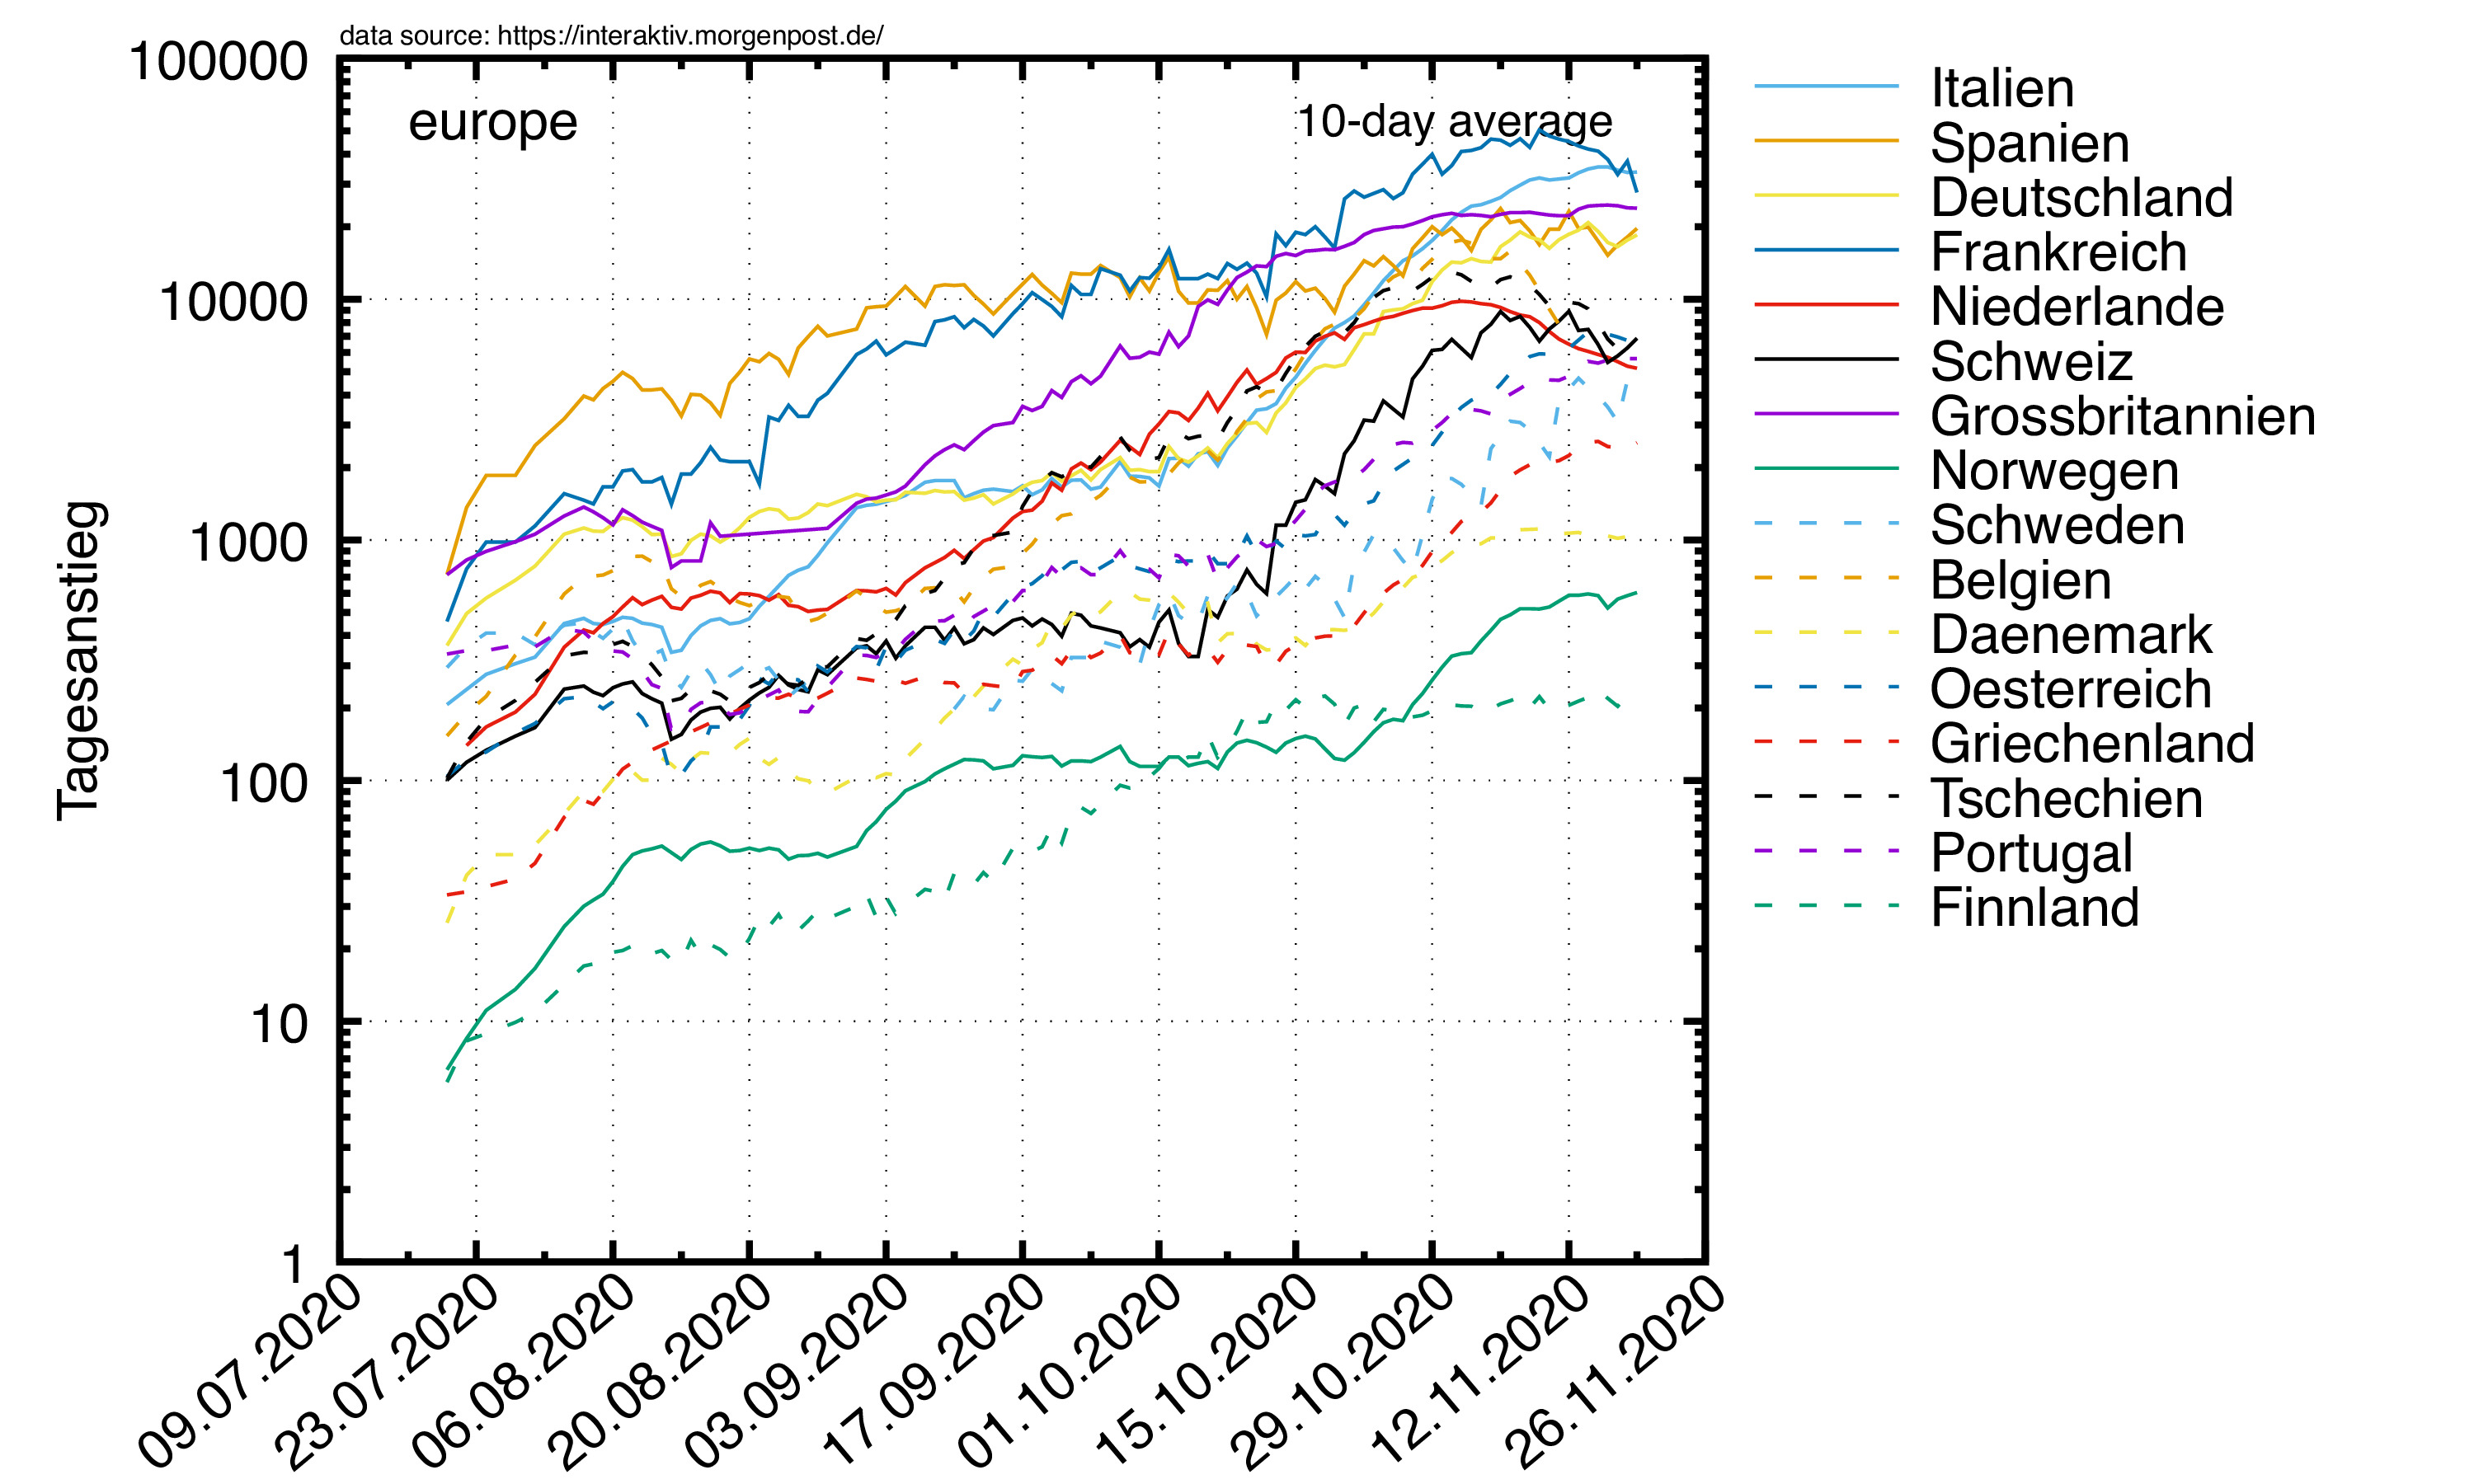 data source: https://interaktiv.morgenpost.de/
europe
10-day average
Tagesanstieg
100000
10000
1000
100
10
1
09.07.2020
23.07.2020
06.08.2020
20.08.2020
03.09.2020
17.09.2020
01.10.2020
15.10.2020
29.10.2020
12.11.2020
26.11.2020
Italien
Spanien
Deutschland
Frankreich
Niederlande
Schweiz
Grossbritannien
Norwegen
Schweden
Belgien
Daenemark
Oesterreich
Griechenland
Tschechien
Portugal
Finnland